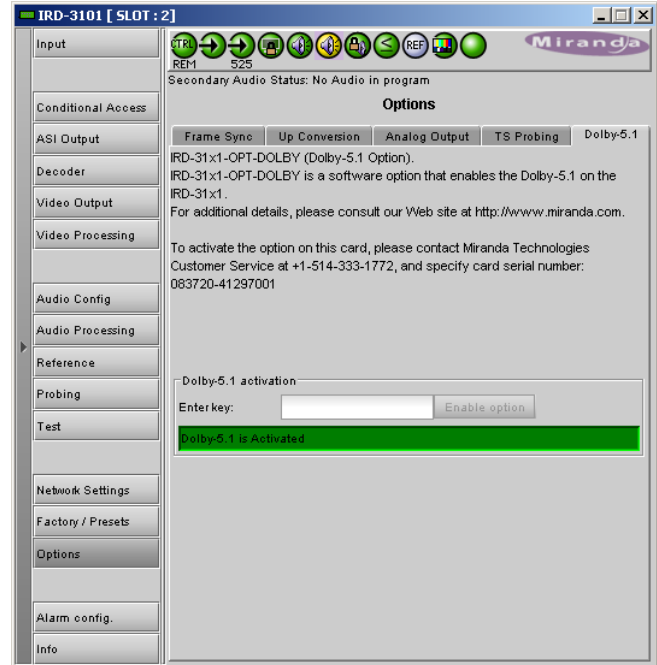 IRD-3101 [ SLOT : 2]
Input
Conditional Access
ASI Output
Decoder
Video Output
Video Processing
Audio Config
Audio Processing
Reference
Probing
Test
Network Settings
Factory / Presets
Options
Alarm config.
Info
CTRL
REF
Miranda
REM
525
Secondary Audio Status: No Audio in program
Options
Frame Sync
Up Conversion
Analog Output
TS Probing
Dolby-5.1
IRD-31x1-OPT-DOLBY (Dolby-5.1 Option).
IRD-31x1-OPT-DOLBY is a software option that enables the Dolby-5.1 on the
IRD-31x1.
For additional details, please consult our Web site at http://www.miranda.com.
To activate the option on this card, please contact Miranda Technologies
Customer Service at +1-514-333-1772, and specify card serial number:
083720-41297001
Dolby-5.1 activation
Enter key:
Enable option
Dolby-5.1 is Activated